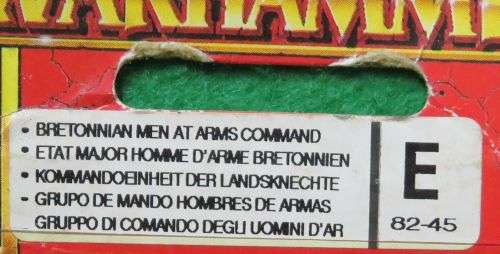 WARHAMME
• BRETONNIAN MEN AT ARMS COMMAND
• ETAT MAJOR HOMME D'ARME BRETONNIEN
• KOMMANDOEINHEIT DER LANDSKNECHTE
- GRUPO DE MANDO HOMBRES DE ARMAS
GRUPPO DI COMANDO DEGLI UOMINI D'AR
E
82-45